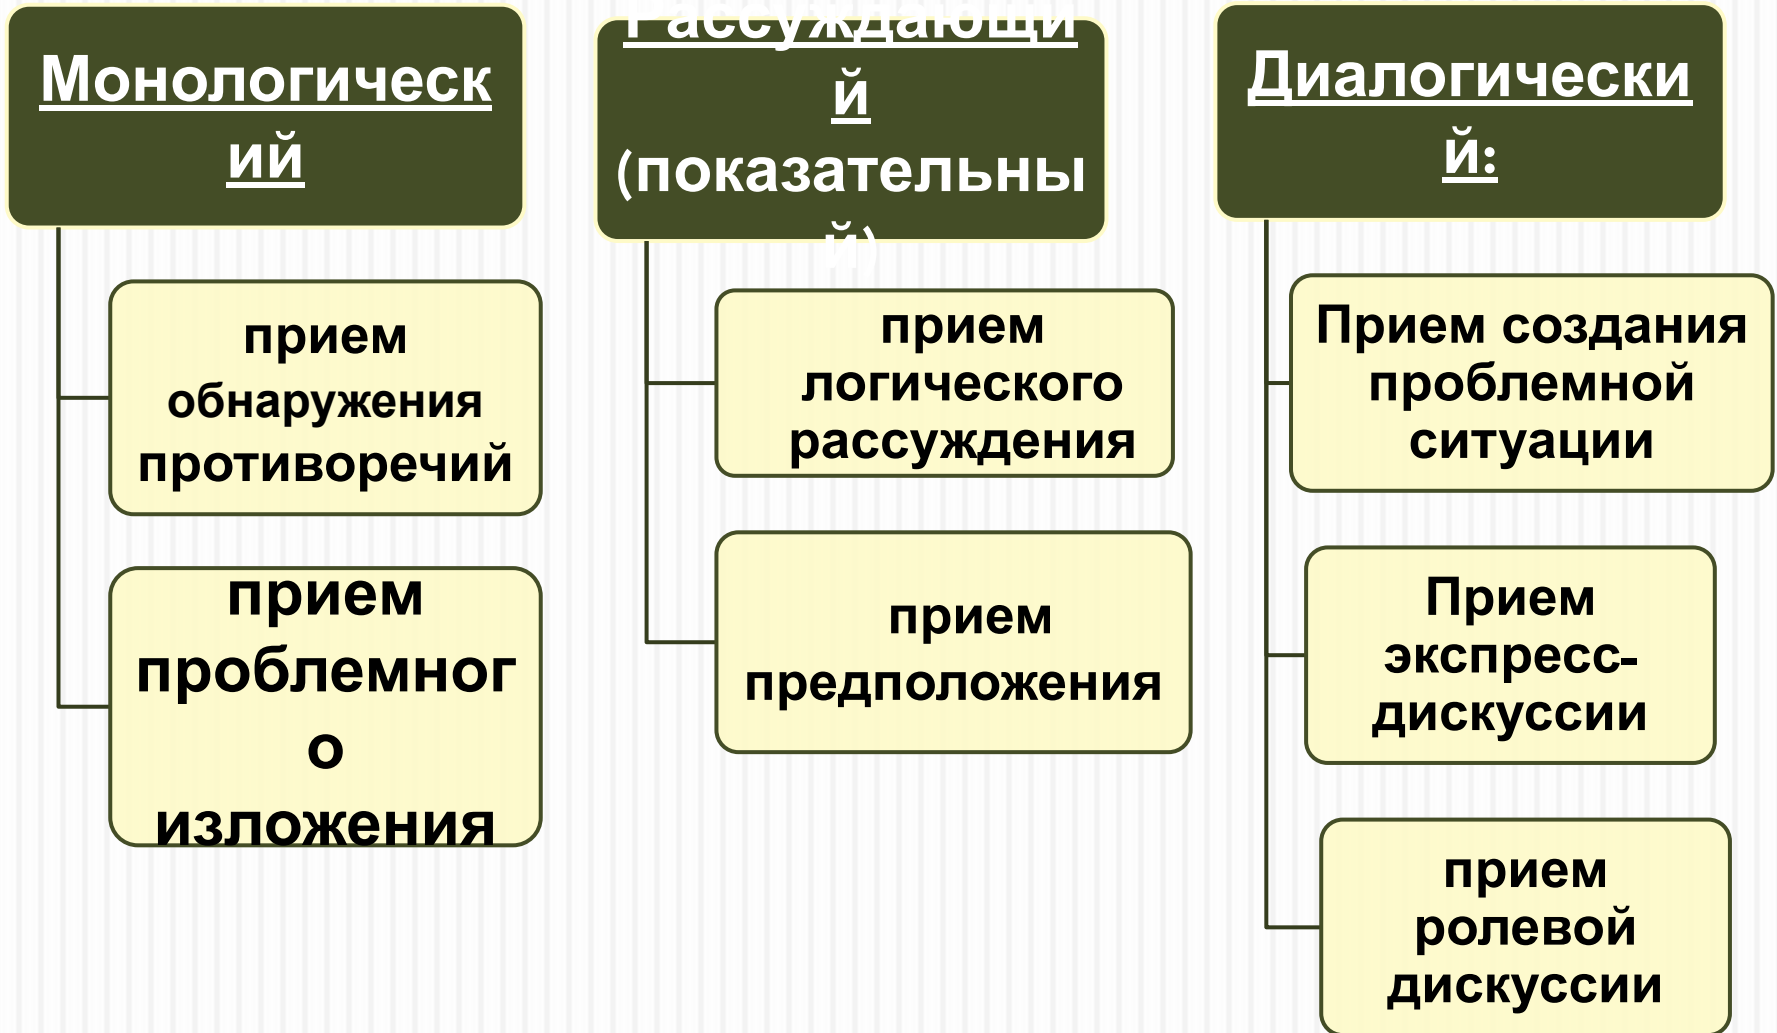 Монологическ
ий
прием
обнаружения
противоречий
прием
проблемног
о
изложения
Рассуждающи
й
(показательны
й)
прием
логического
рассуждения
прием
предположения
Диалогически
й:
Прием создания
проблемной
ситуации
Прием
экспресс-
дискуссии
прием
ролевой
дискуссии